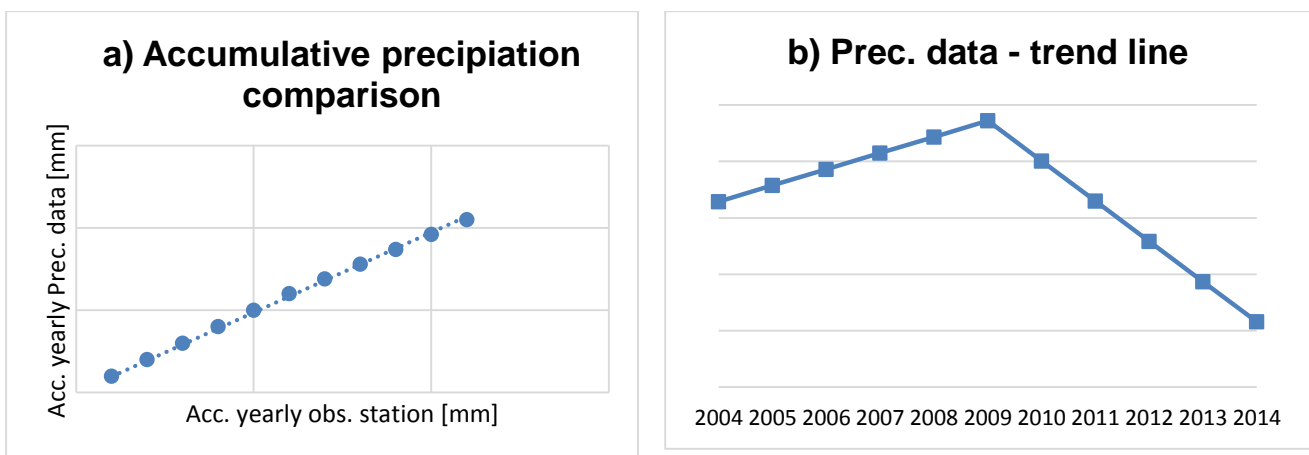 a) Accumulative precipiation
comparison
Acc. yearly Prec. data [mm]
Acc. yearly obs. station [mm]
b) Prec. data - trend line
2004 2005 2006 2007 2008 2009 2010 2011 2012 2013 2014